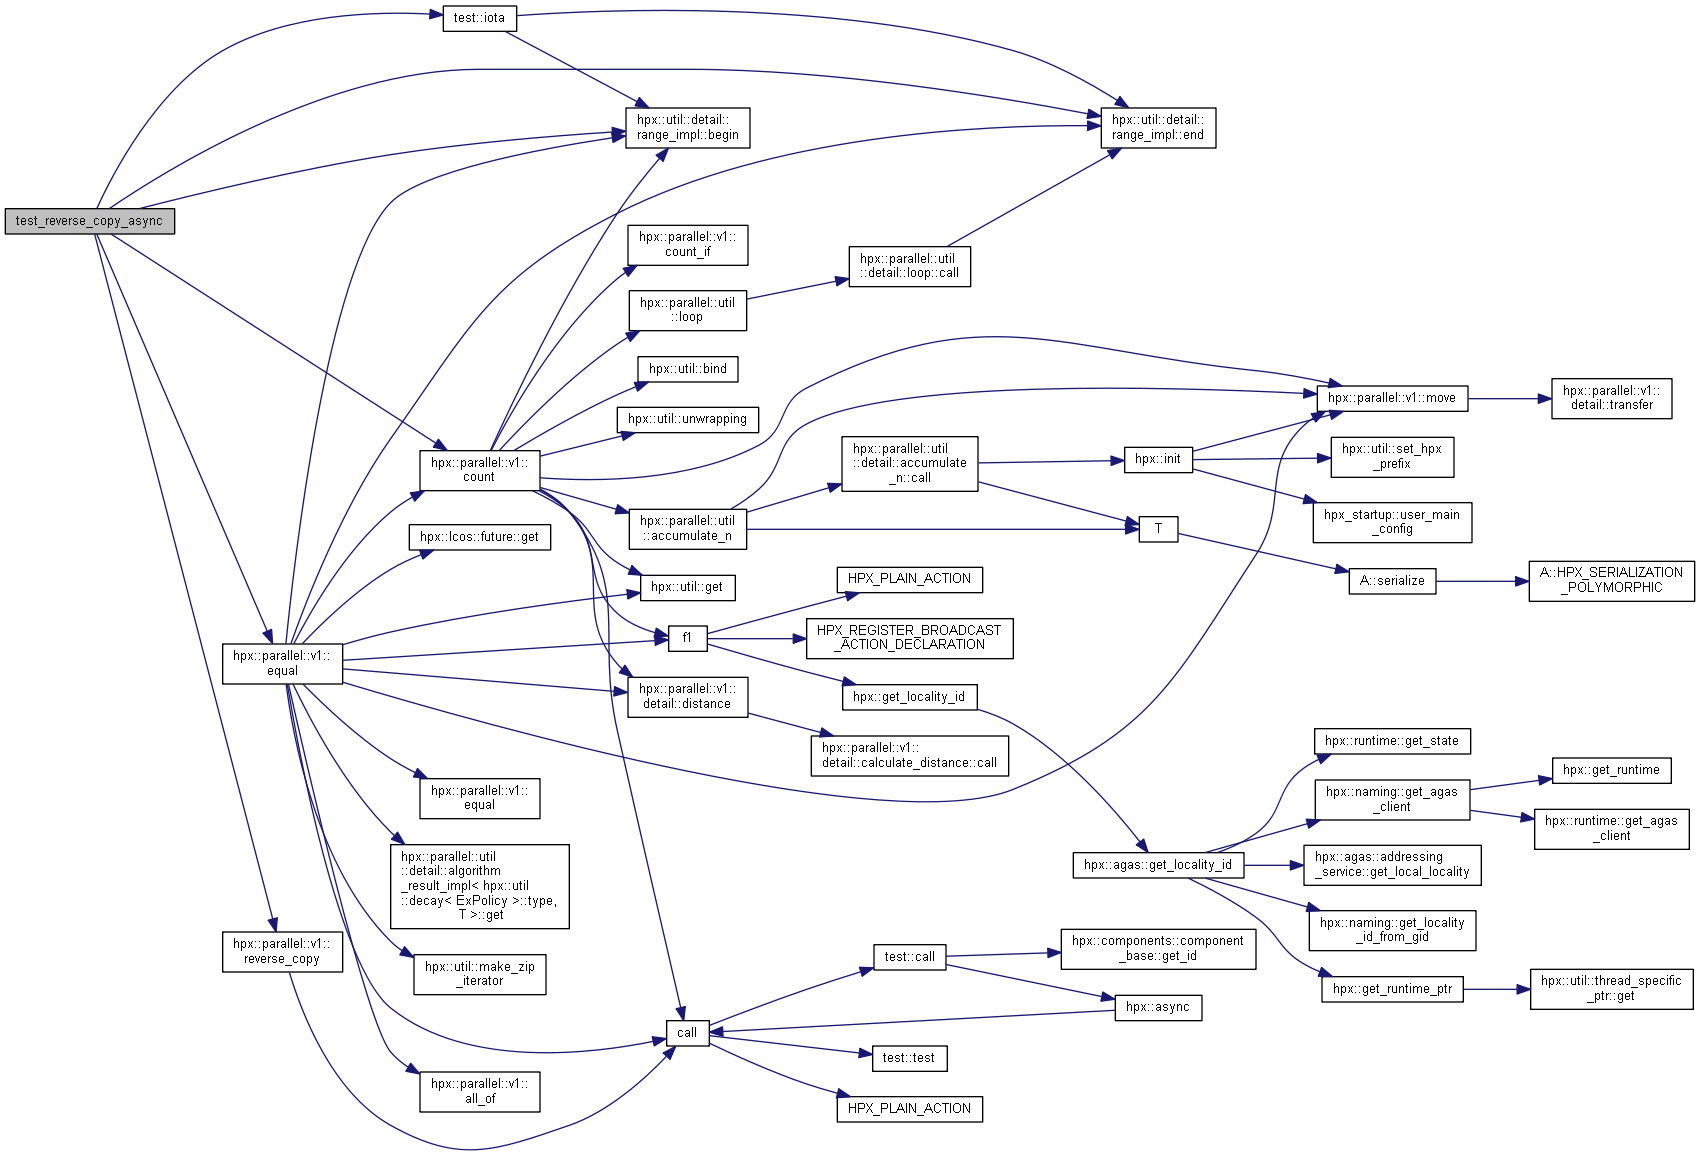 test::iota
hpx::util::detail::
range_impl::begin
hpx::util::detail::
range_impl::end
test_reverse_copy_async
hpx::parallel::v1::
count_if
hpx::parallel::util
::detail::loop::call
hpx::parallel::util
::loop
hpx::util::bind
hpx::parallel::v1::move
hpx::parallel::v1::
detail::transfer
hpx::util::unwrapping
hpx::parallel::v1::
count
hpx::parallel::util
::detail::accumulate
_n::call
hpx::init
hpx::util::set_hpx
_prefix
hpx::lcos::future::get
hpx::parallel::util
::accumulate_n
T
hpx_startup::user_main
_config
hpx::util::get
HPX_PLAIN_ACTION
A::serialize
A::HPX_SERIALIZATION
_POLYMORPHIC
f1
HPX_REGISTER_BROADCAST
_ACTION_DECLARATION
hpx::parallel::v1::
equal
hpx::parallel::v1::
detail::distance
hpx::get_locality_id
hpx::parallel::v1::
detail::calculate_distance::call
hpx::runtime::get_state
hpx::parallel::v1::
equal
hpx::naming::get_agas
_client
hpx::get_runtime
hpx::runtime::get_agas
_client
hpx::parallel::util
::detail::algorithm
_result_impl< hpx::util
::decay< ExPolicy >::type,
T >::get
hpx::agas::get_locality_id
hpx::agas::addressing
_service::get_local_locality
hpx::naming::get_locality
_id_from_gid
hpx::parallel::v1::
reverse_copy
hpx::util::make_zip
_iterator
test::call
hpx::components::component
_base::get_id
hpx::get_runtime_ptr
hpx::util::thread_specific
_ptr::get
hpx::async
call
test::test
hpx::parallel::v1::
all_of
HPX_PLAIN_ACTION